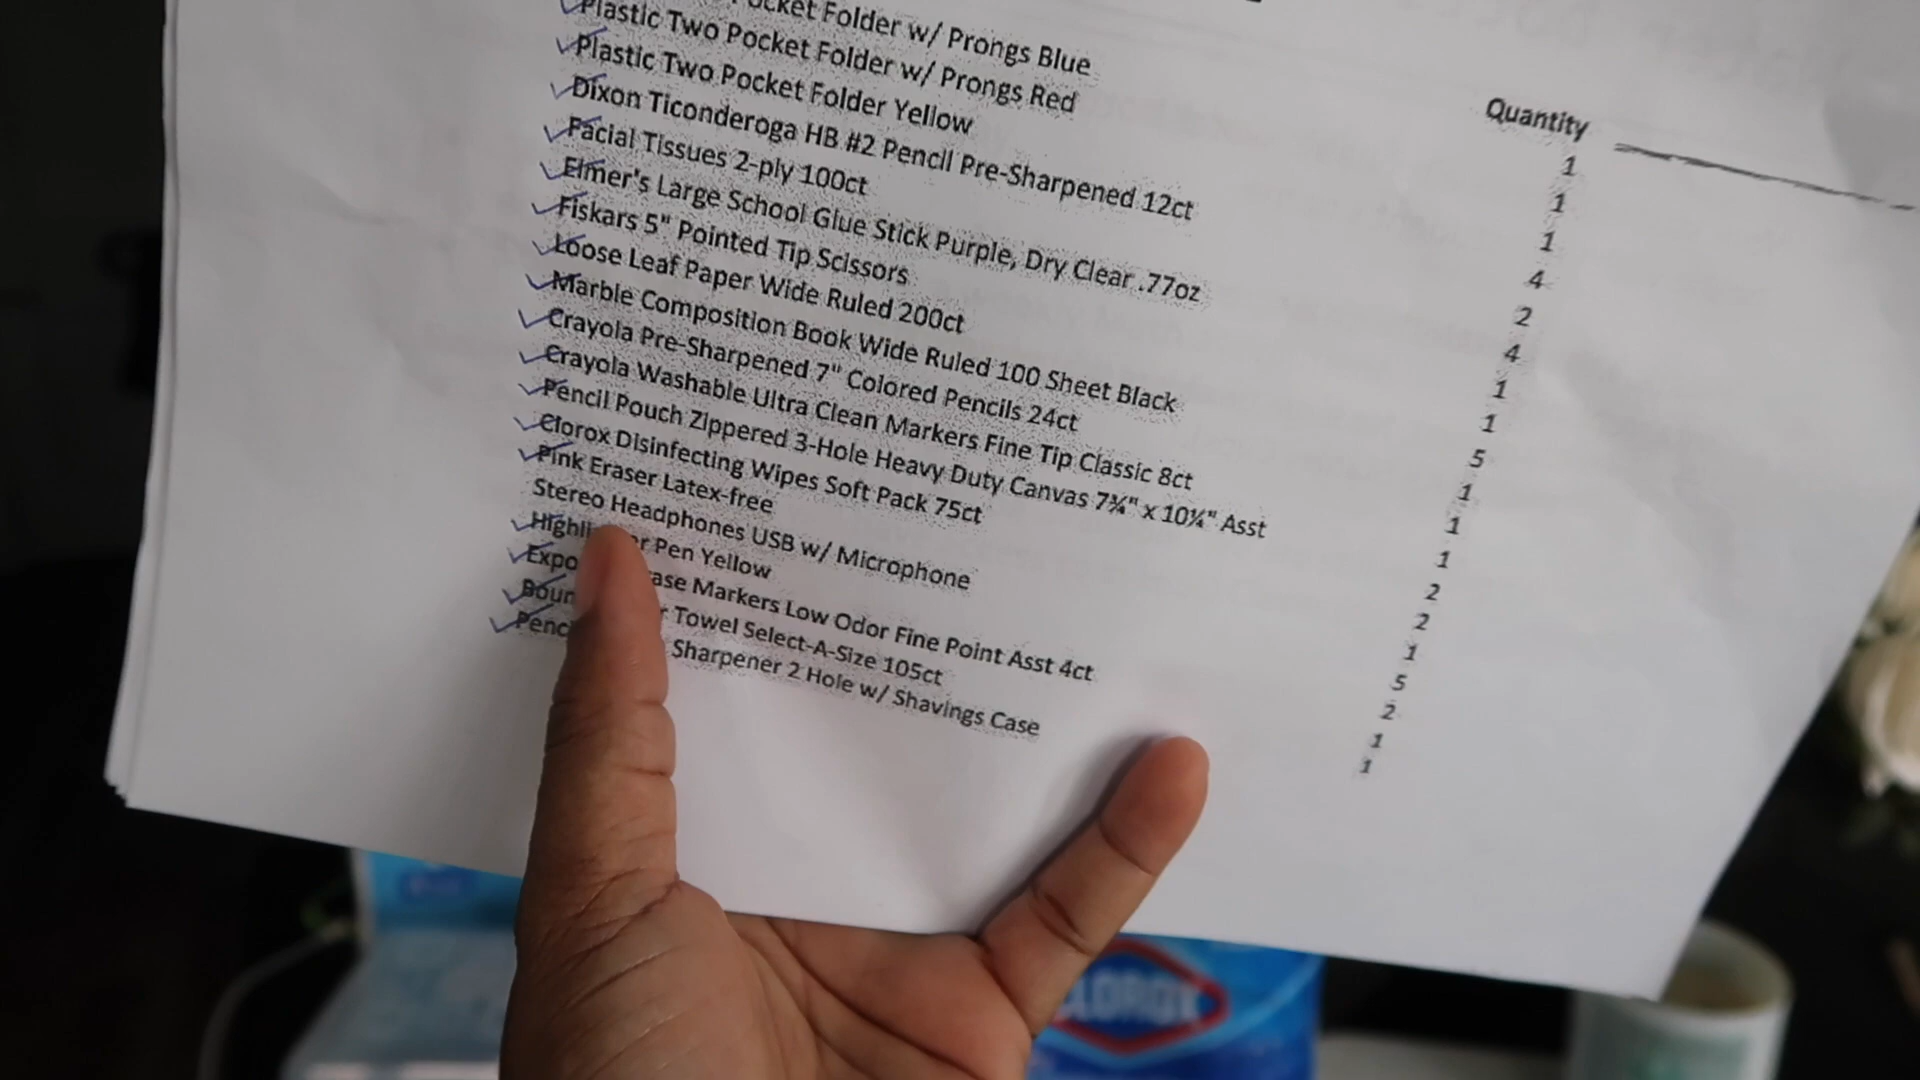 Quantity
Folder w/ Prongs Blue 1
Plastic Two Pocket Folder w/ Prongs Red 1
Plastic Two Pocket Folder Yellow 1
Dixon Ticonderoga HB #2 Pencil Pre-Sharpened 12ct 4
Facial Tissues 2-ply 100ct 2
Elmer's Large School Glue Stick Purple, Dry Clear .77oz 4
Fiskars 5" Pointed Tip Scissors 1
Loose Leaf Paper Wide Ruled 200ct 1
Marble Composition Book Wide Ruled 100 Sheet Black 5
Crayola Pre-Sharpened 7" Colored Pencils 24ct 1
Crayola Washable Ultra Clean Markers Fine Tip Classic 8ct 1
Pencil Pouch Zippered 3-Hole Heavy Duty Canvas 7¾" x 10¼" Asst 1
Clorox Disinfecting Wipes Soft Pack 75ct 2
Pink Eraser Latex-free 2
Stereo Headphones USB w/ Microphone 1
Pen Yellow 5
Expo Markers Low Odor Fine Point Asst 4ct 2
Towel Select-A-Size 105ct 1
Sharpener 2 Hole w/ Shavings Case 1
CLOROX